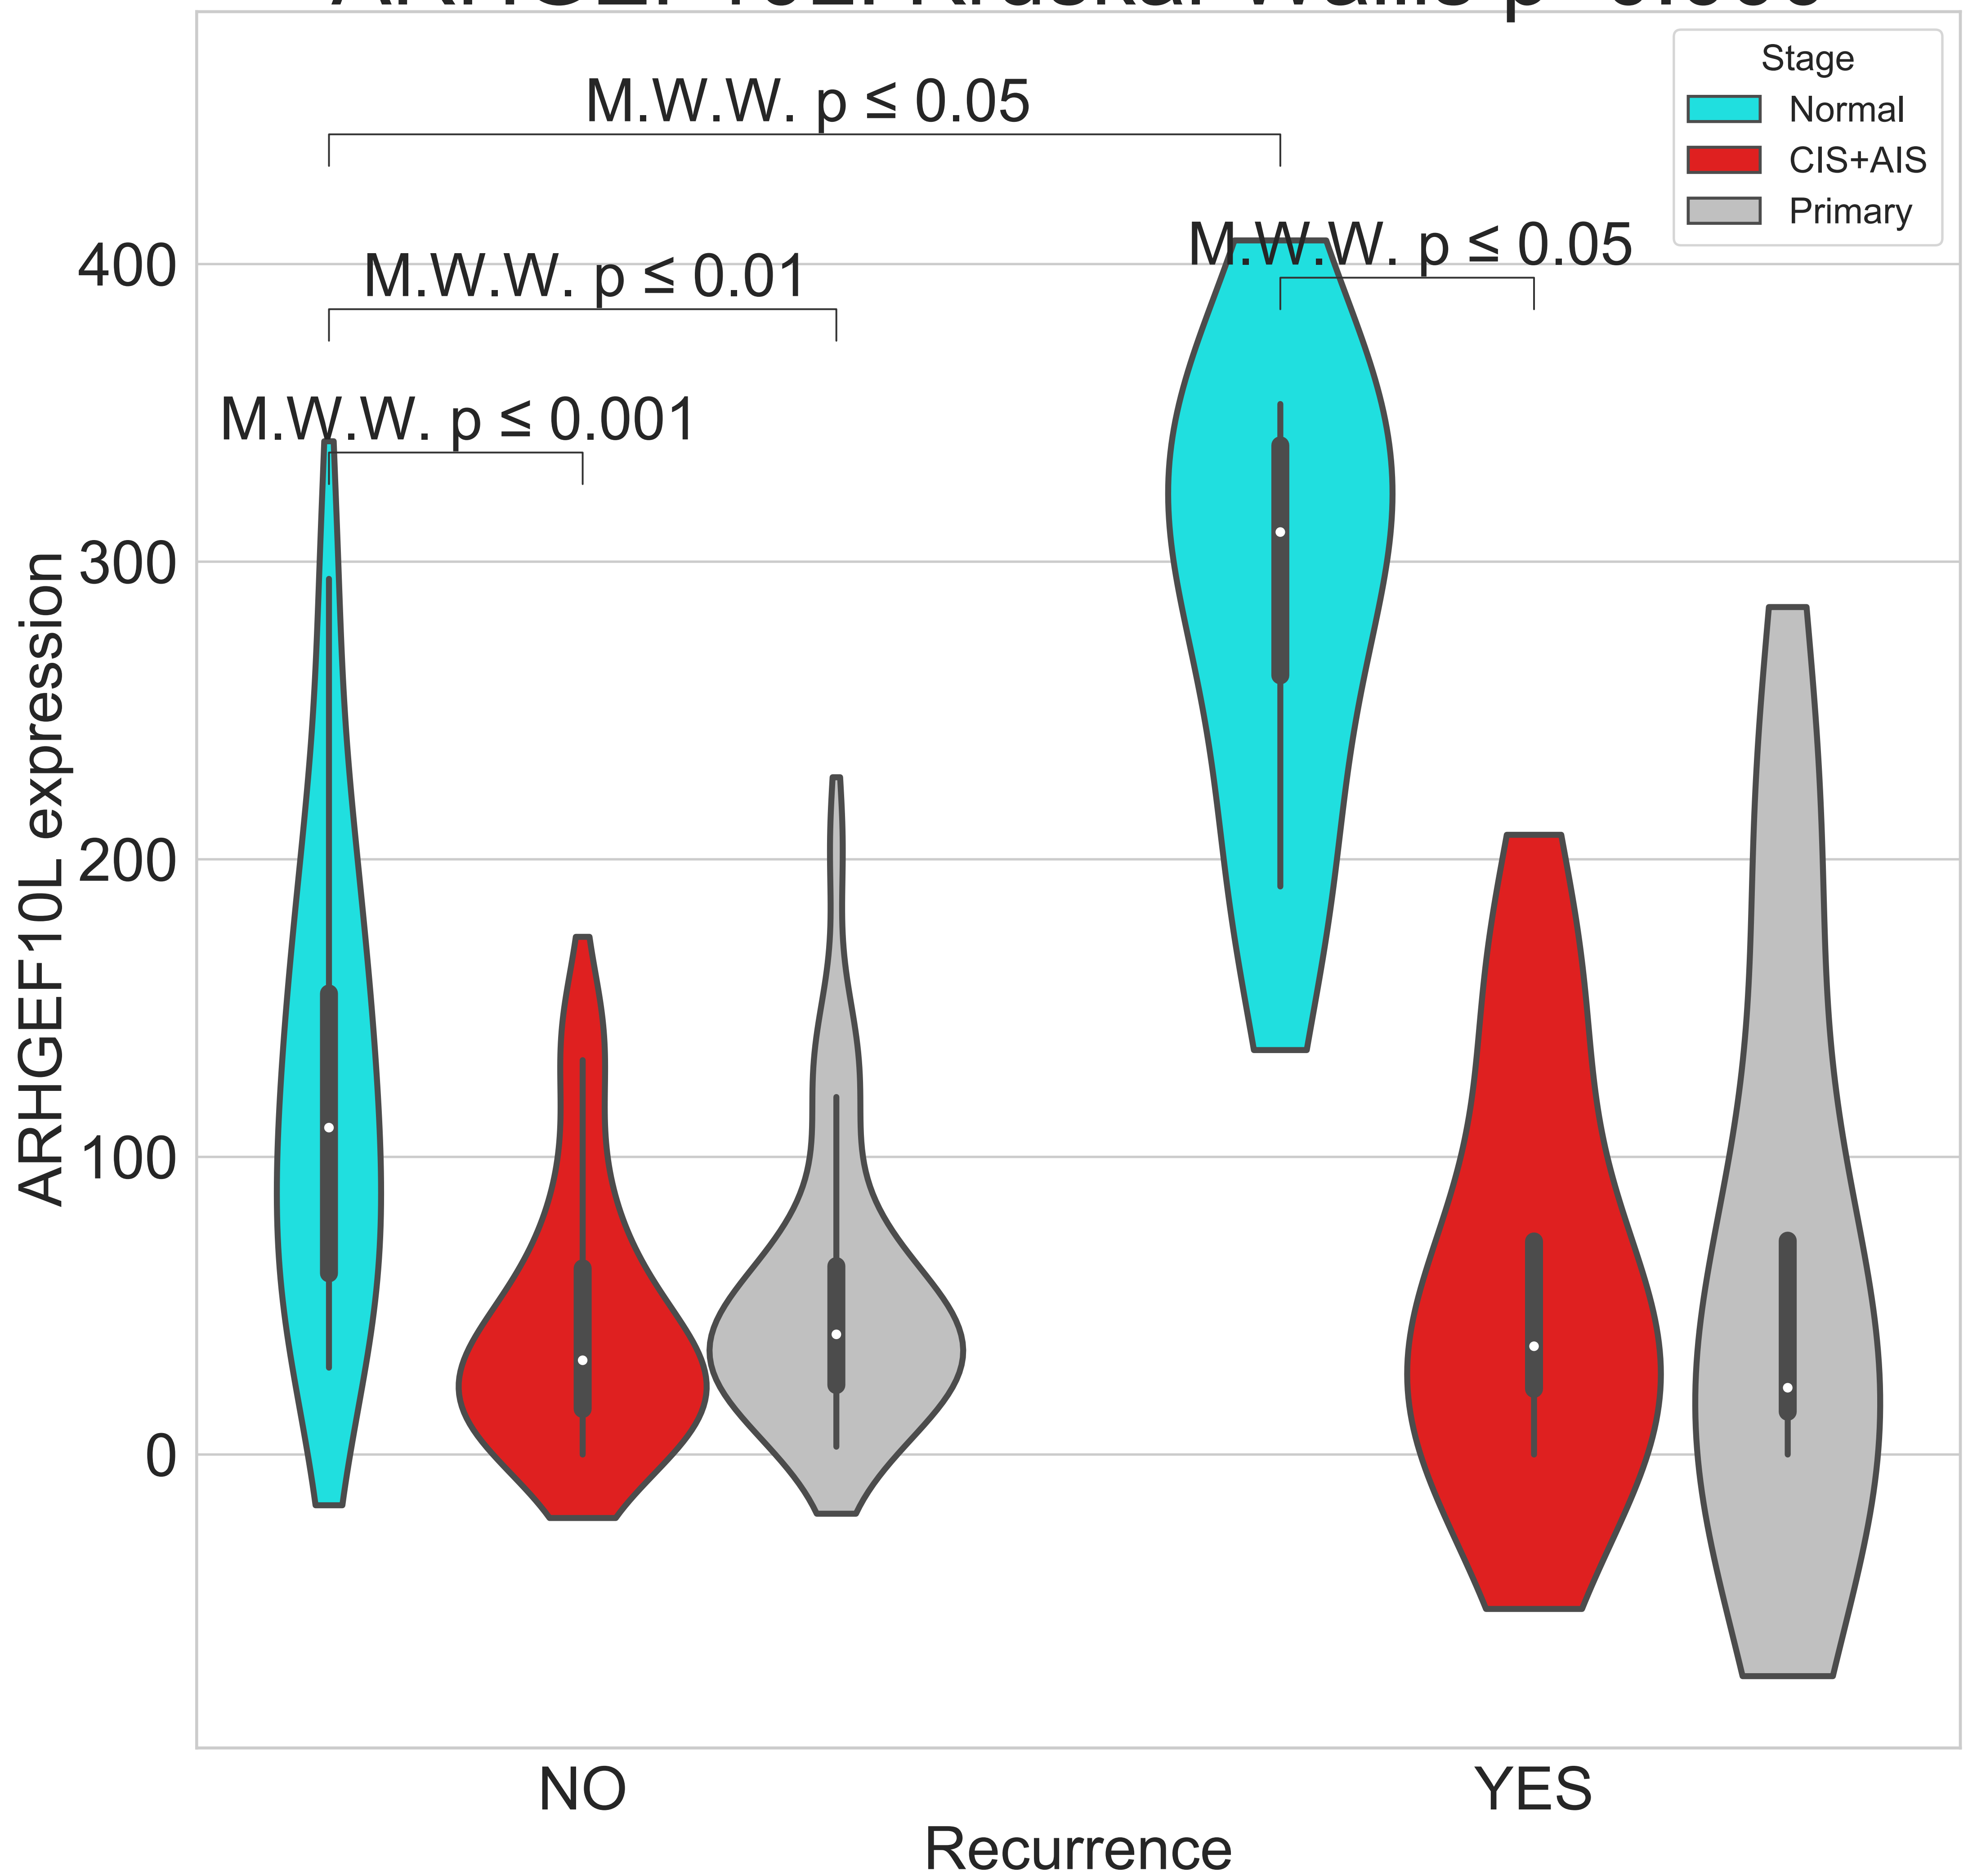 Stage
Normal
CIS+AIS
Primary
M.W.W. p ≤ 0.05
M.W.W. p ≤ 0.05
M.W.W. p ≤ 0.01
M.W.W. p ≤ 0.001
400
300
200
100
0
ARHGEF10L expression
NO
YES
Recurrence